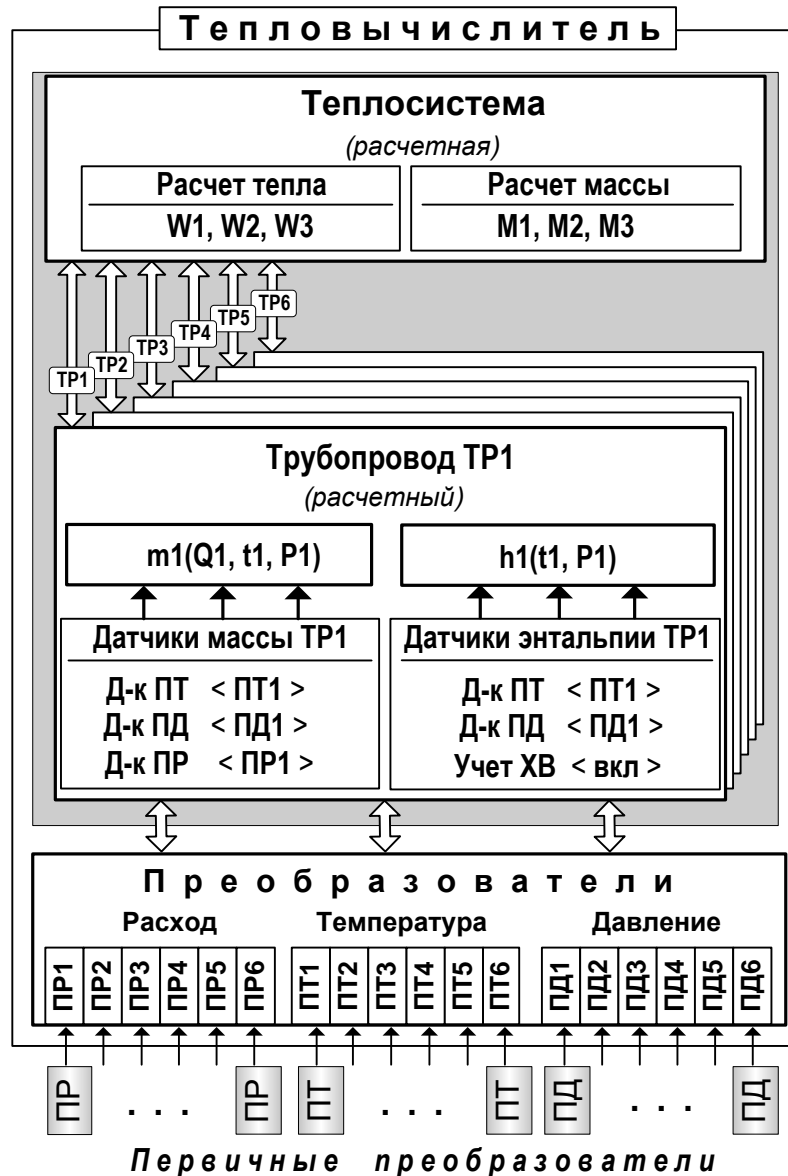 Тепловычислитель
Теплосистема
(расчетная)
Расчет тепла
W1, W2, W3
Расчет массы
M1, M2, M3
ТР1
ТР2
ТР3
ТР4
ТР5
ТР6
Трубопровод ТР1
(расчетный)
m1(Q1, t1, P1)
h1(t1, P1)
Датчики массы ТР1
Д-к ПТ < ПТ1 >
Д-к ПД < ПД1 >
Д-к ПР < ПР1 >
Датчики энтальпии ТР1
Д-к ПТ < ПТ1 >
Д-к ПД < ПД1 >
Учет ХВ < вкл >
Преобразователи
Расход
Температура
Давление
ПР1
ПР2
ПР3
ПР4
ПР5
ПР6
ПТ1
ПТ2
ПТ3
ПТ4
ПТ5
ПТ6
ПД1
ПД2
ПД3
ПД4
ПД5
ПД6
ПР
. . .
ПР
ПТ
. . .
ПТ
ПД
. . .
ПД
Первичные преобразователи